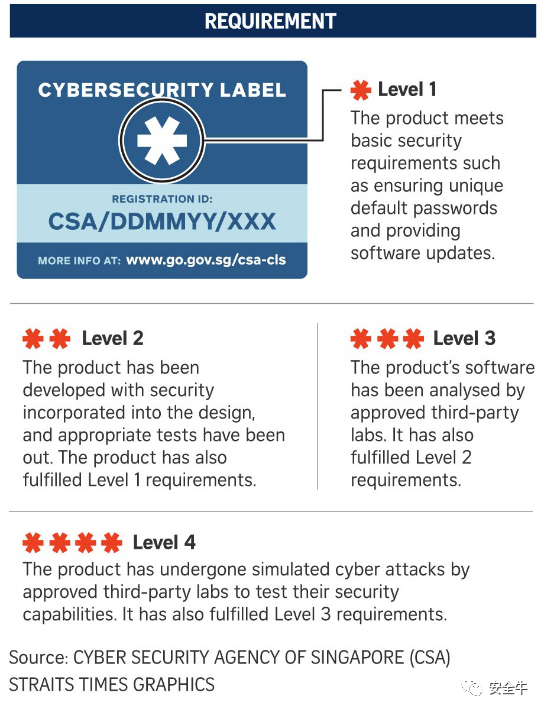 REQUIREMENT
CYBERSECURITY LABEL
REGISTRATION ID:
CSA/DDMMYY/XXX
MORE INFO AT: www.go.gov.sg/csa-cls
Level 1
The product meets
basic security
requirements such
as ensuring unique
default passwords
and providing
software updates.
Level 2
The product has been
developed with security
incorporated into the design,
and appropriate tests have been
out. The product has also
fulfilled Level 1 requirements.
Level 3
The product's software
has been analysed by
approved third-party
labs. It has also
fulfilled Level 2
requirements.
Level 4
The product has undergone simulated cyber attacks by
approved third-party labs to test their security
capabilities. It has also fulfilled Level 3 requirements.
Source: CYBER SECURITY AGENCY OF SINGAPORE (CSA)
STRAITS TIMES GRAPHICS
安全牛